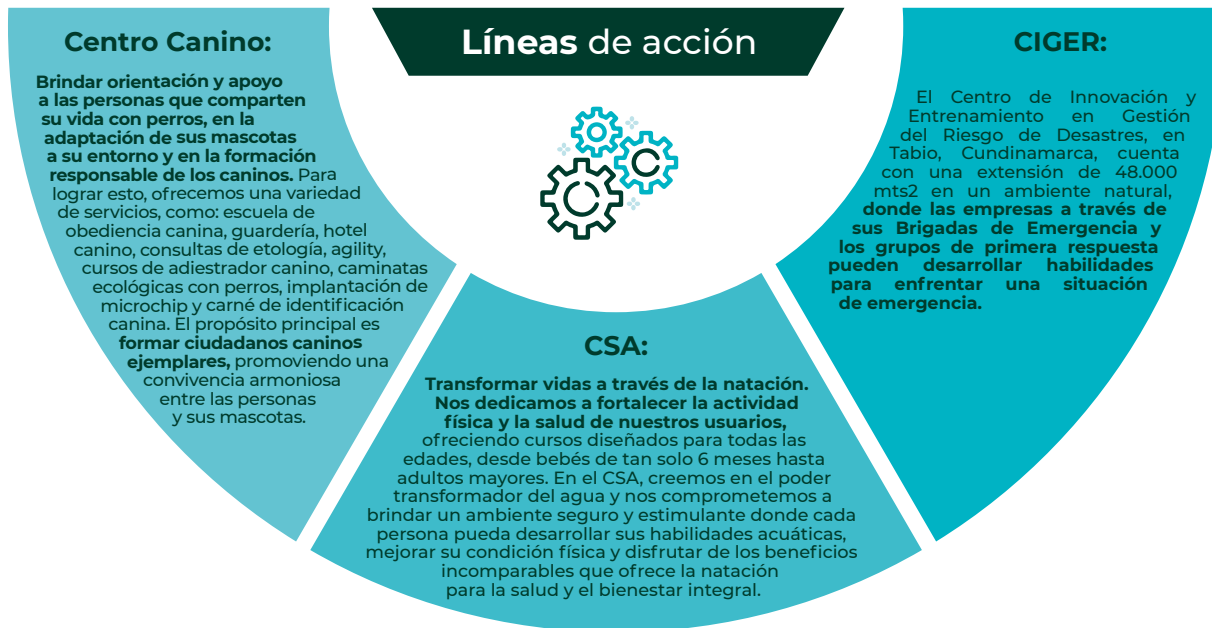 Líneas de acción
Centro Canino:
Brindar orientación y apoyo
a las personas que comparten
su vida con perros, en la
adaptación de sus mascotas
a su entorno y en la formación
responsable de los caninos. Para
lograr esto, ofrecemos una variedad
de servicios, como: escuela de
obediencia canina, guardería, hotel
canino, consultas de etología, agility,
cursos de adiestrador canino, caminatas
ecológicas con perros, implantación de
microchip y carné de identificación
canina. El propósito principal es
formar ciudadanos caninos
ejemplares, promoviendo una
convivencia armoniosa
entre las personas
y sus mascotas.
CSA:
Transformar vidas a través de la natación.
Nos dedicamos a fortalecer la actividad
física y la salud de nuestros usuarios,
ofreciendo cursos diseñados para todas las
edades, desde bebés de tan solo 6 meses hasta
adultos mayores. En el CSA, creemos en el poder
transformador del agua y nos comprometemos a
brindar un ambiente seguro y estimulante donde cada
persona pueda desarrollar sus habilidades acuáticas,
mejorar su condición física y disfrutar de los beneficios
incomparables que ofrece la natación
para la salud y el bienestar integral.
CIGER:
El Centro de Innovación y
Entrenamiento en Gestión
del Riesgo de Desastres, en
Tabio, Cundinamarca, cuenta
con una extensión de 48.000
mts2 en un ambiente natural,
donde las empresas a través de
sus Brigadas de Emergencia y
los grupos de primera respuesta
pueden desarrollar habilidades
para enfrentar una situación
de emergencia.